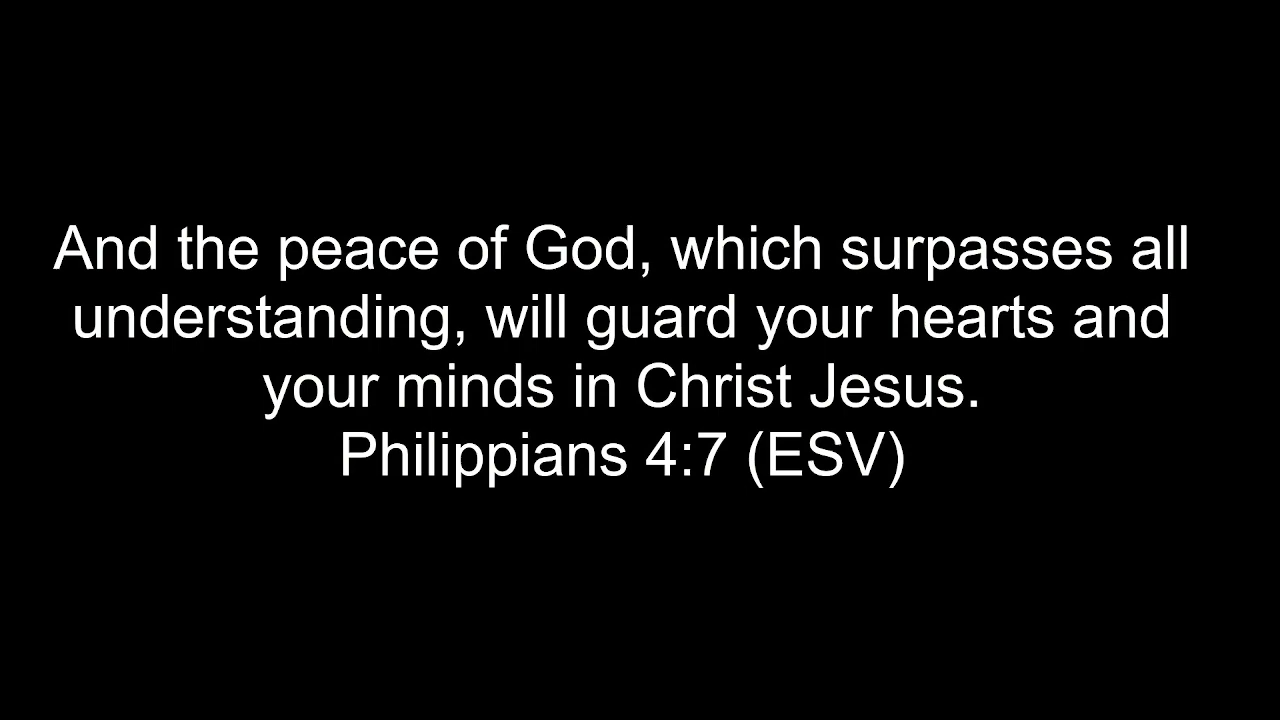 And the peace of God, which surpasses all
understanding, will guard your hearts and
your minds in Christ Jesus.
Philippians 4:7 (ESV)